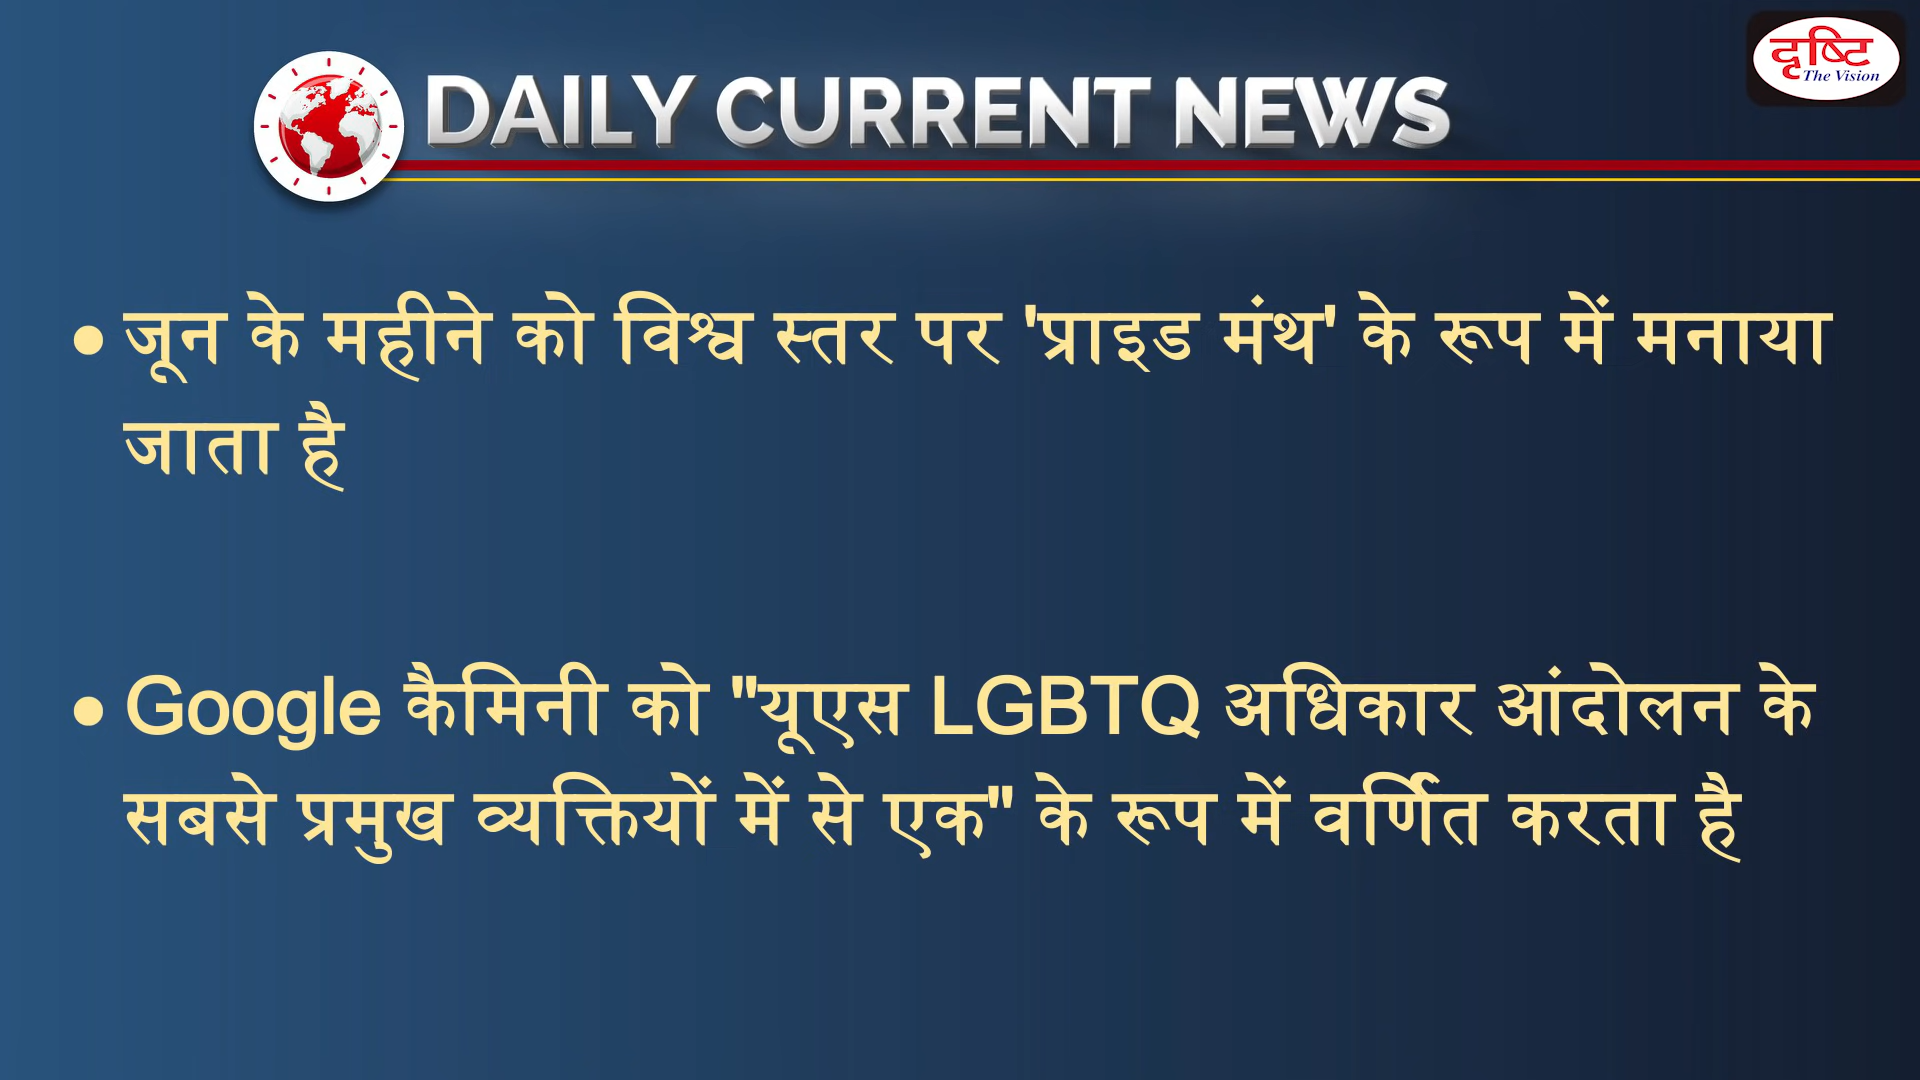 DAILY CURRENT NEWS
दृष्टि
The Vision
• जून के महीने को विश्व स्तर पर 'प्राइड मंथ' के रूप में मनाया
जाता है
• Google कैमिनी को "यूएस LGBTQ अधिकार आंदोलन के
सबसे प्रमुख व्यक्तियों में से एक" के रूप में वर्णित करता है